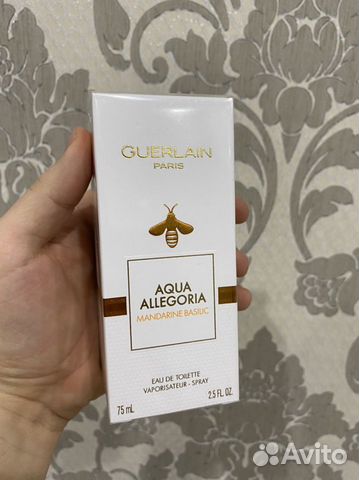 GUERLAIN
PARIS
AQUA
ALLEGORIA
MANDARINE BASILIC
EAU DE TOILETTE
VAPORISATEUR - SPRAY
75 mL 2.5 FL. OZ.
Avito